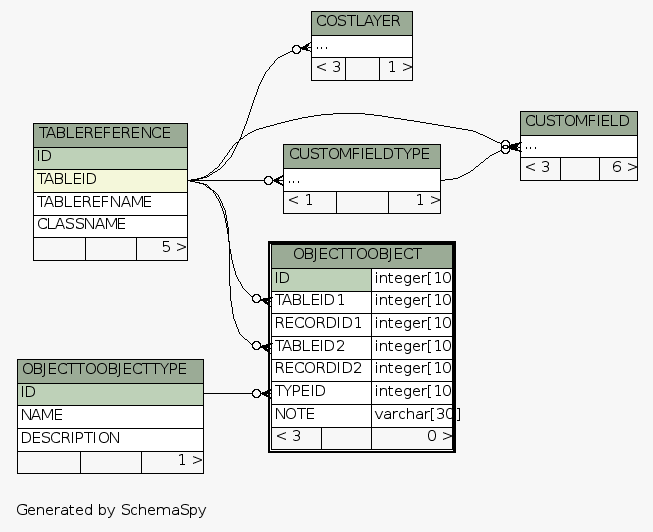 COSTLAYER
...
< 3 1 >
TABLEREFERENCE
ID
TABLEID
TABLEREFNAME
CLASSNAME
5 >
CUSTOMFIELD
...
< 3 6 >
CUSTOMFIELDTYPE
...
< 1 1 >
OBJECTTOOBJECT
ID integer[10
TABLEID1 integer[10
RECORDID1 integer[10
TABLEID2 integer[10
RECORDID2 integer[10
TYPEID integer[10
NOTE varchar[30]
< 3 0 >
OBJECTTOOBJECTTYPE
ID
NAME
DESCRIPTION
1 >
Generated by SchemaSpy